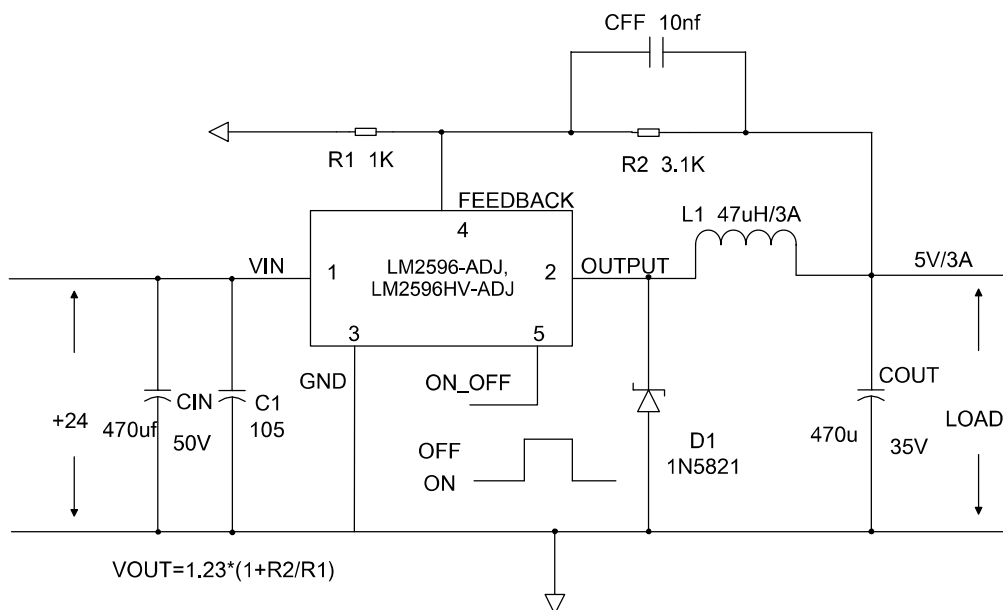 CFF 10nf
R1 1K
R2 3.1K
FEEDBACK
4
L1 47uH/3A
VIN
1
LM2596-ADJ,
LM2596HV-ADJ
2
OUTPUT
5V/3A
3
5
GND
ON_OFF
+24
470uf
CIN
50V
C1
105
OFF
ON
D1
1N5821
COUT
470u
35V
LOAD
VOUT=1.23*(1+R2/R1)